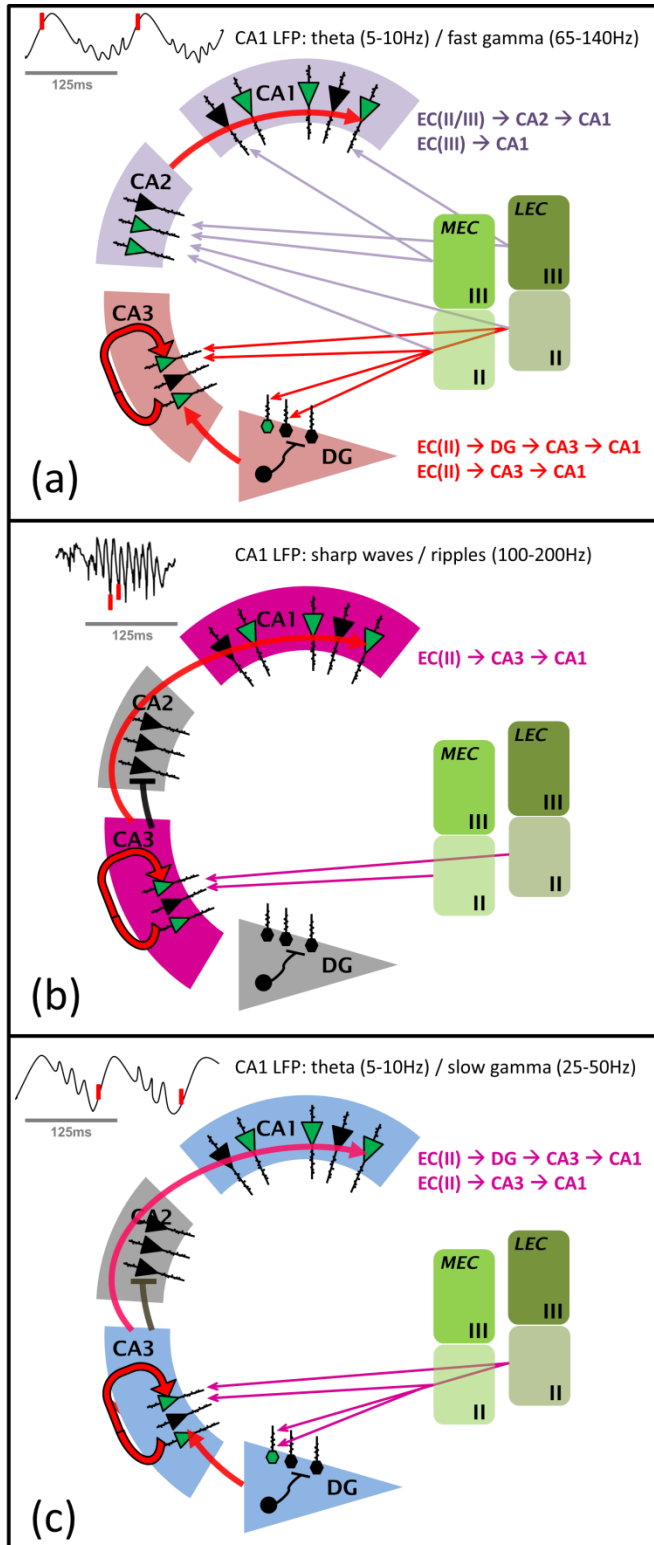 CA1 LFP: theta (5-10Hz) / fast gamma (65-140Hz)
125ms
CA1
EC(II/III) → CA2 → CA1
EC(III) → CA1
CA2
MEC
LEC
III
III
II
II
CA3
DG
EC(II) → DG → CA3 → CA1
EC(II) → CA3 → CA1
(a)
CA1 LFP: sharp waves / ripples (100-200Hz)
125ms
CA1
EC(II) → CA3 → CA1
CA2
MEC
LEC
III
III
II
II
CA3
DG
(b)
CA1 LFP: theta (5-10Hz) / slow gamma (25-50Hz)
125ms
CA1
EC(II) → DG → CA3 → CA1
EC(II) → CA3 → CA1
CA2
MEC
LEC
III
III
II
II
CA3
DG
(c)